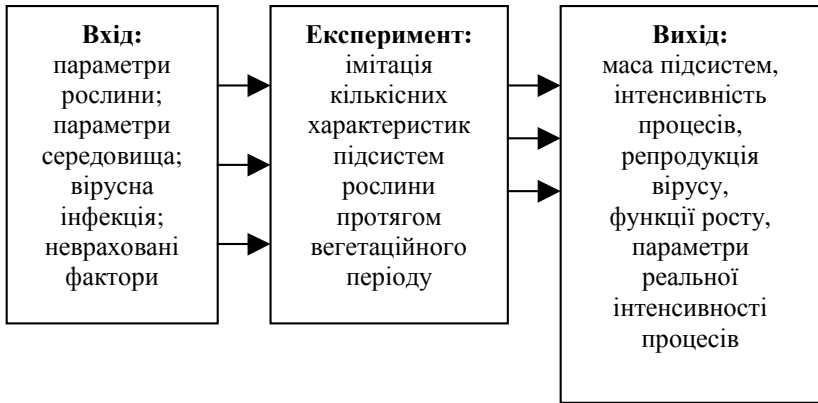 Вхід:
параметри
рослини;
параметри
середовища;
вірусна
інфекція;
невраховані
фактори
Експеримент:
імітація
кількісних
характеристик
підсистем
рослини
протягом
вегетаційного
періоду
Вихід:
маса підсистем,
інтенсивність
процесів,
репродукція
вірусу,
функції росту,
параметри
реальної
інтенсивності
процесів